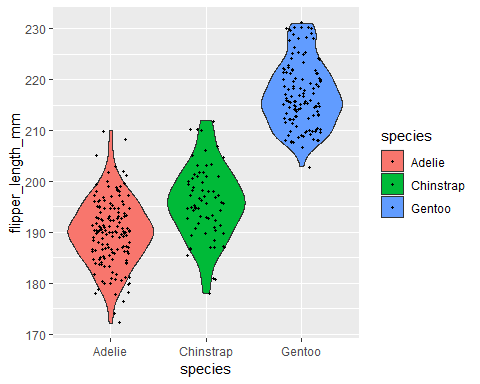 flipper_length_mm
230
220
210
200
190
180
170
Adelie
Chinstrap
Gentoo
species
species
Adelie
Chinstrap
Gentoo